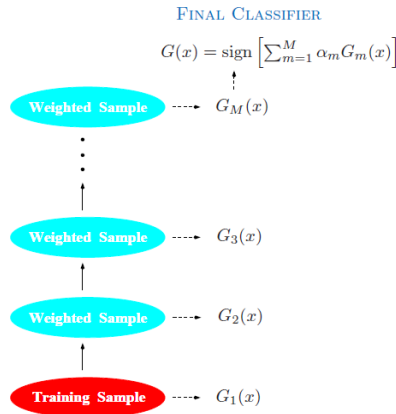 FINAL CLASSIFIER
G(x) = sign [∑_{m=1}^{M} α_m G_m(x)]
Weighted Sample G_M(x)
Weighted Sample G_3(x)
Weighted Sample G_2(x)
Training Sample G_1(x)